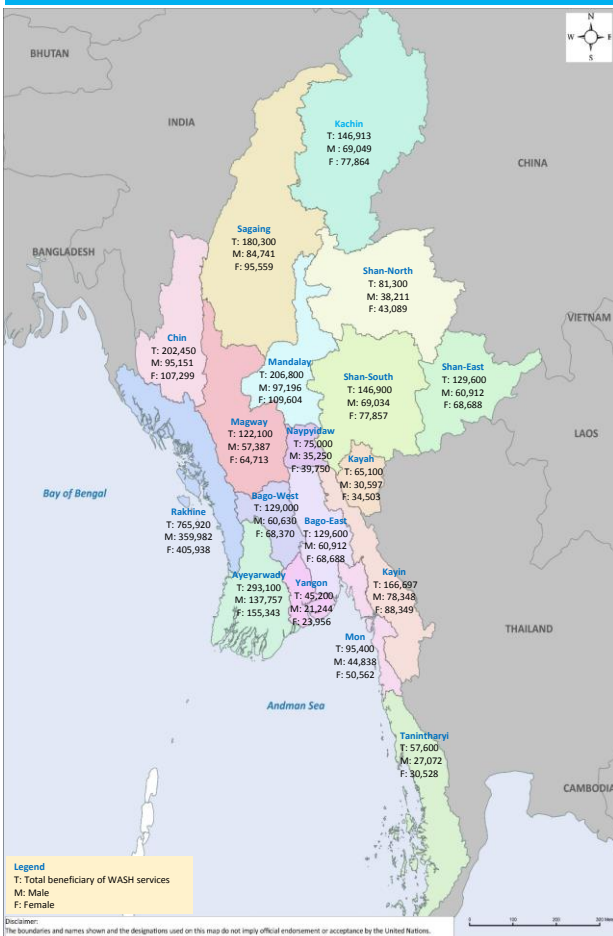 N
W E
S
BHUTAN
INDIA
CHINA
BANGLADESH
VIETNAM
LAOS
THAILAND
CAMBODIA
Bay of Bengal
Andman Sea
Kachin
T: 146,913
M : 69,049
F : 77,864
Sagaing
T: 180,300
M: 84,741
F: 95,559
Shan-North
T: 81,300
M: 38,211
F: 43,089
Chin
T: 202,450
M: 95,151
F: 107,299
Mandalay
T: 206,800
M: 97,196
F: 109,604
Shan-South
T: 146,900
M: 69,034
F: 77,857
Shan-East
T: 129,600
M: 60,912
F: 68,688
Magway
T: 122,100
M: 57,387
F: 64,713
Naypyidaw
T: 75,000
M: 35,250
F: 39,750
Kayah
T: 65,100
M: 30,597
F: 34,503
Rakhine
T: 765,920
M: 359,982
F: 405,938
Bago-West
T: 129,000
M: 60,630
F: 68,370
Bago-East
T: 129,600
M: 60,912
F: 68,688
Ayeyarwady
T: 293,100
M: 137,757
F: 155,343
Yangon
T: 45,200
M: 21,244
F: 23,956
Kayin
T: 166,697
M: 78,348
F: 88,349
Mon
T: 95,400
M: 44,838
F: 50,562
Tanintharyi
T: 57,600
M: 27,072
F: 30,528
Legend
T: Total beneficiary of WASH services
M: Male
F: Female
Disclaimer:
The boundaries and names shown and the designations used on this map do not imply official endorsement or acceptance by the United Nations.
0 100 200 300